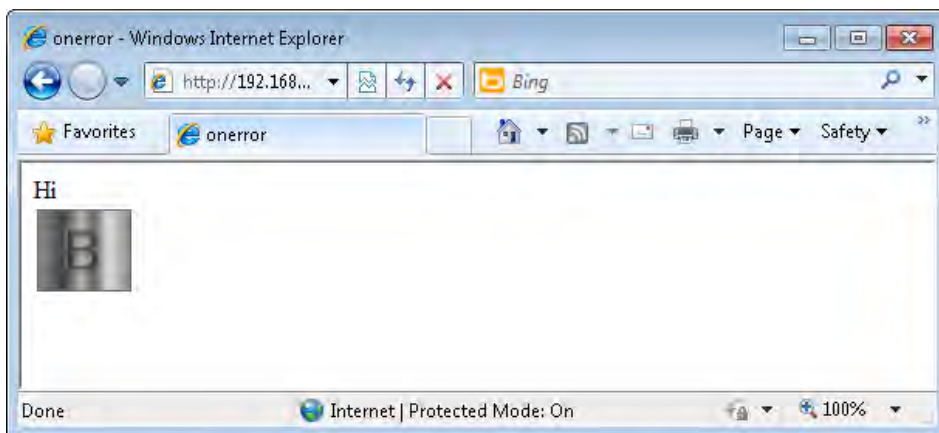 onerror - Windows Internet Explorer
http://192.168... Bing
Favorites onerror Page Safety »
Hi
B
Done Internet | Protected Mode: On 100%